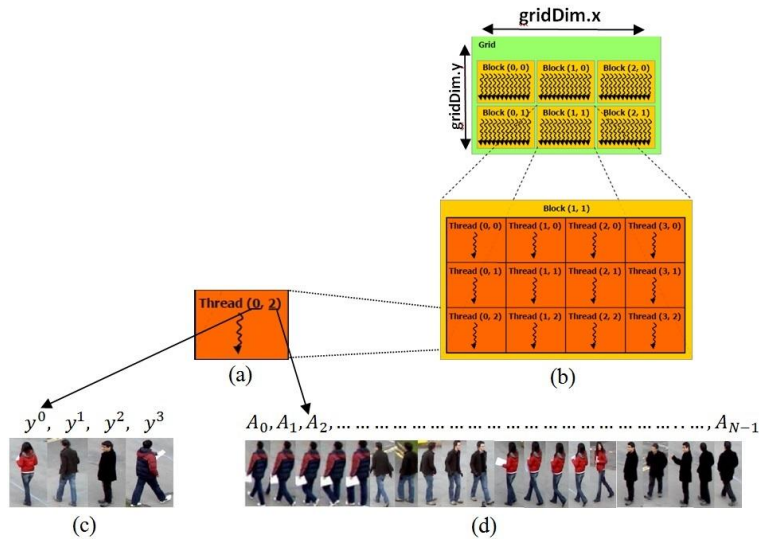 gridDim.x
gridDim.y
Grid
Block (0, 0) Block (1, 0) Block (2, 0)
Block (0, 1) Block (1, 1) Block (2, 1)
Block (1, 1)
Thread (0, 0) Thread (1, 0) Thread (2, 0) Thread (3, 0)
Thread (0, 1) Thread (1, 1) Thread (2, 1) Thread (3, 1)
Thread (0, 2) Thread (1, 2) Thread (2, 2) Thread (3, 2)
Thread (0, 2)
(a)
(b)
y⁰, y¹, y², y³
A₀, A₁, A₂, … … … … … … … … … … … … … … … … .. … , A_{N−1}
(c)
(d)